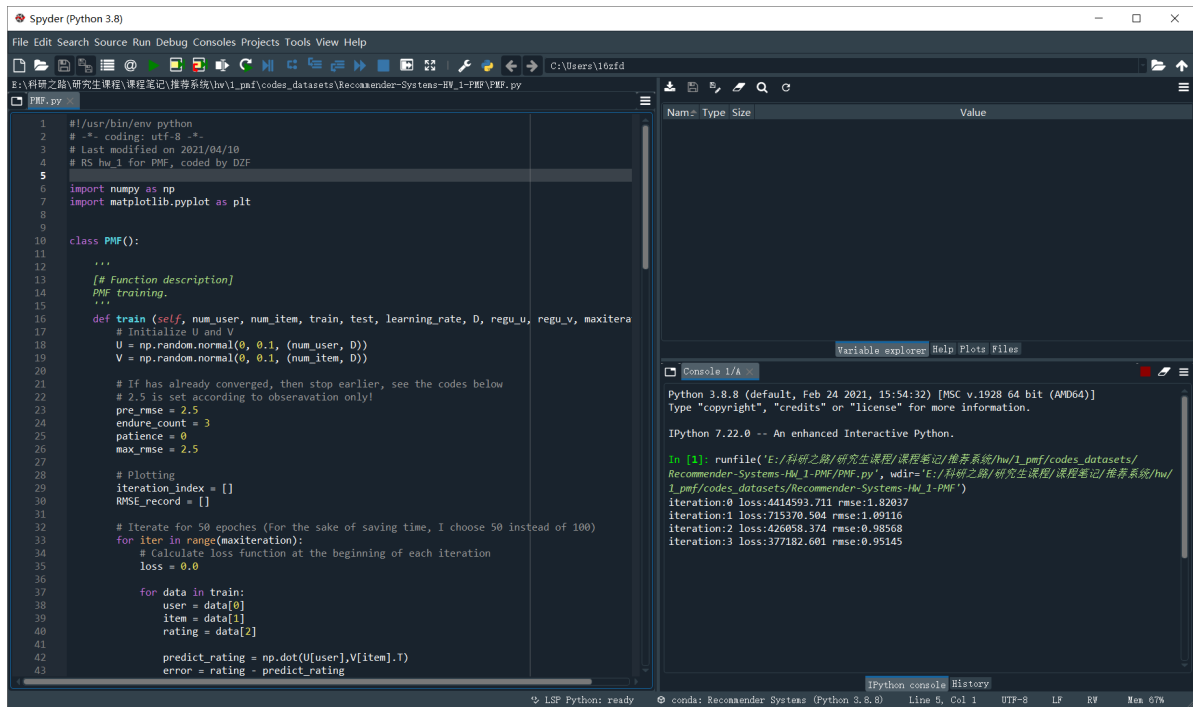 Spyder (Python 3.8)
File Edit Search Source Run Debug Consoles Projects Tools View Help
C:\Users\16zfd
E:\科研之路\研究生课程\课程笔记\推荐系统\hw\1_pmf\codes_datasets\Recommender-Systems-HW_1-PMF\PMF.py
PMF.py
1 #!/usr/bin/env python
2 # -*- coding: utf-8 -*-
3 # Last modified on 2021/04/10
4 # RS hw_1 for PMF, coded by DZF
5
6 import numpy as np
7 import matplotlib.pyplot as plt
8
9
10 class PMF():
11
12 '''
13 [# Function description]
14 PMF training.
15 '''
16 def train (self, num_user, num_item, train, test, learning_rate, D, regu_u, regu_v, maxitera
17 # Initialize U and V
18 U = np.random.normal(0, 0.1, (num_user, D))
19 V = np.random.normal(0, 0.1, (num_item, D))
20
21 # If has already converged, then stop earlier, see the codes below
22 # 2.5 is set according to obseravation only!
23 pre_rmse = 2.5
24 endure_count = 3
25 patience = 0
26 max_rmse = 2.5
27
28 # Plotting
29 iteration_index = []
30 RMSE_record = []
31
32 # Iterate for 50 epoches (For the sake of saving time, I choose 50 instead of 100)
33 for iter in range(maxiteration):
34 # Calculate loss function at the beginning of each iteration
35 loss = 0.0
36
37 for data in train:
38 user = data[0]
39 item = data[1]
40 rating = data[2]
41
42 predict_rating = np.dot(U[user],V[item].T)
43 error = rating - predict_rating
Nam Type Size Value
Variable explorer Help Plots Files
Console 1/A
Python 3.8.8 (default, Feb 24 2021, 15:54:32) [MSC v.1928 64 bit (AMD64)]
Type "copyright", "credits" or "license" for more information.
IPython 7.22.0 -- An enhanced Interactive Python.
In [1]: runfile('E:/科研之路/研究生课程/课程笔记/推荐系统/hw/1_pmf/codes_datasets/
Recommender-Systems-HW_1-PMF/PMF.py', wdir='E:/科研之路/研究生课程/课程笔记/推荐系统/hw/
1_pmf/codes_datasets/Recommender-Systems-HW_1-PMF')
iteration:0 loss:4414593.711 rmse:1.82037
iteration:1 loss:715370.504 rmse:1.09116
iteration:2 loss:426058.374 rmse:0.98568
iteration:3 loss:377182.601 rmse:0.95145
IPython console History
LSP Python: ready conda: Recommender Systems (Python 3.8.8) Line 5, Col 1 UTF-8 LF RW Mem 67%